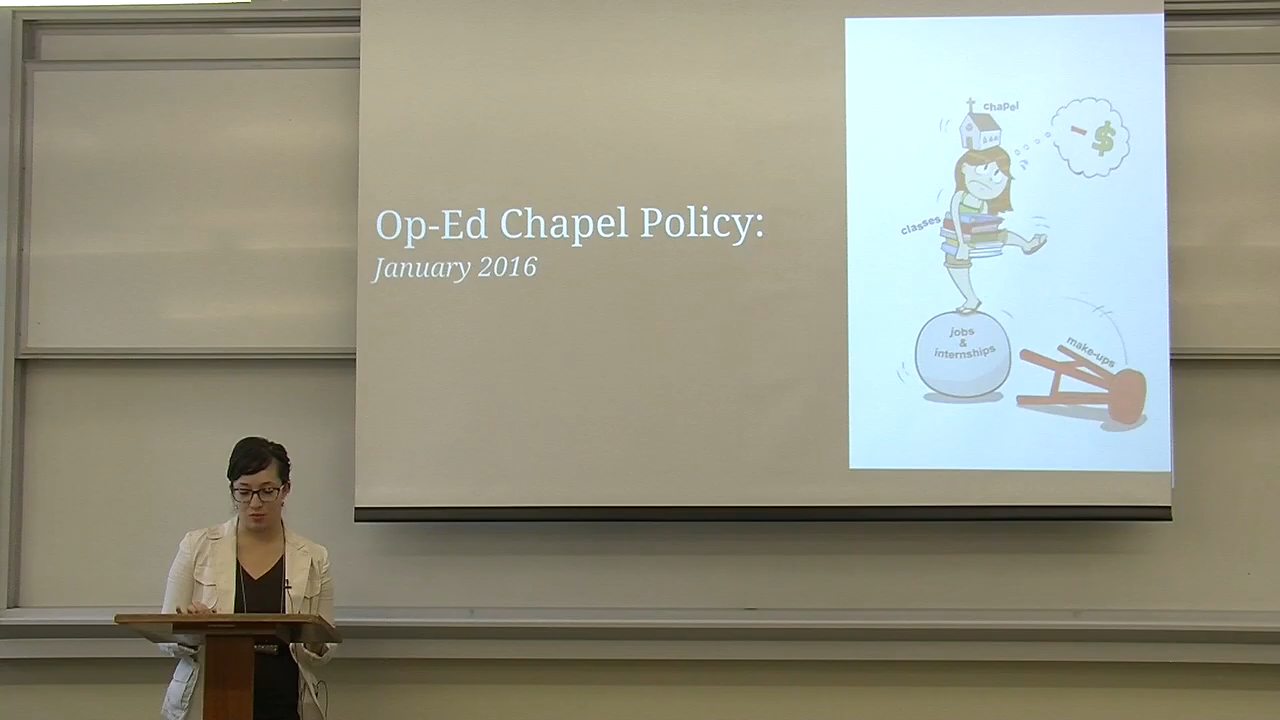 Op-Ed Chapel Policy:
January 2016
chapel
- $
classes
jobs
&
internships
make-ups